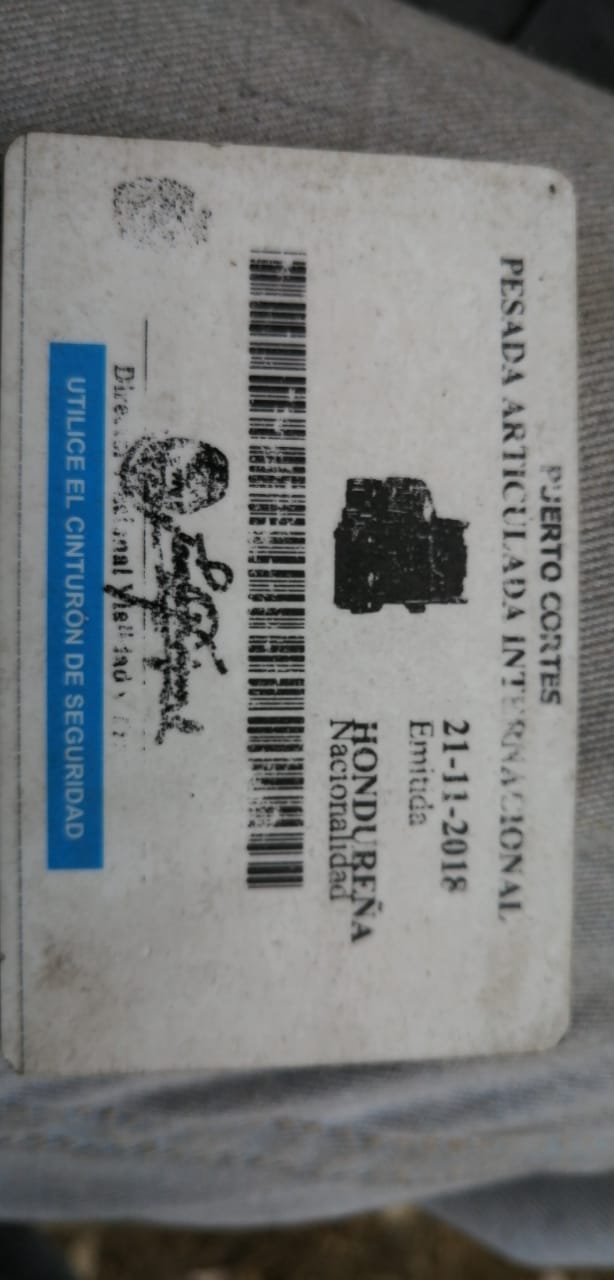 PUERTO CORTES
PESADA ARTICULADA INTERNACIONAL
21-11-2018
Emitida
HONDUREÑA
Nacionalidad
UTILICE EL CINTURÓN DE SEGURIDAD